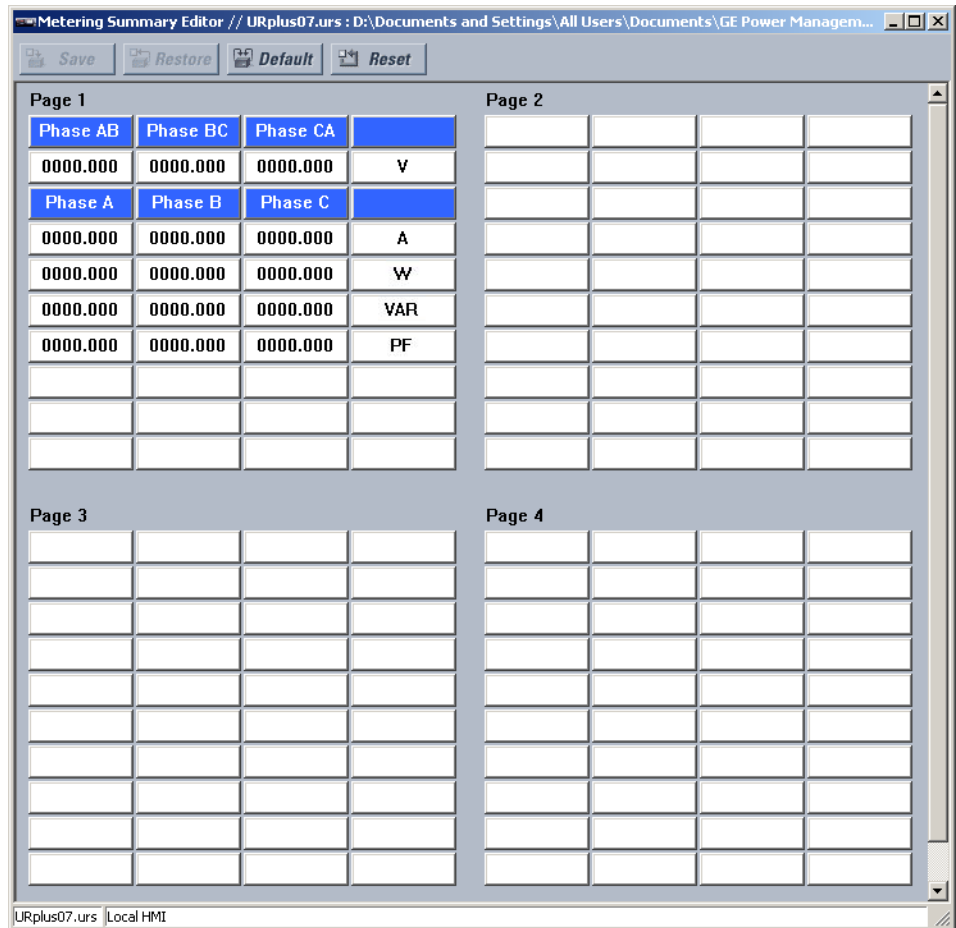 Metering Summary Editor // URplus07.urs : D:\Documents and Settings\All Users\Documents\GE Power Managem...
Save Restore Default Reset
Page 1
Phase AB Phase BC Phase CA
0000.000 0000.000 0000.000 V
Phase A Phase B Phase C
0000.000 0000.000 0000.000 A
0000.000 0000.000 0000.000 W
0000.000 0000.000 0000.000 VAR
0000.000 0000.000 0000.000 PF
Page 2
Page 3
Page 4
URplus07.urs Local HMI